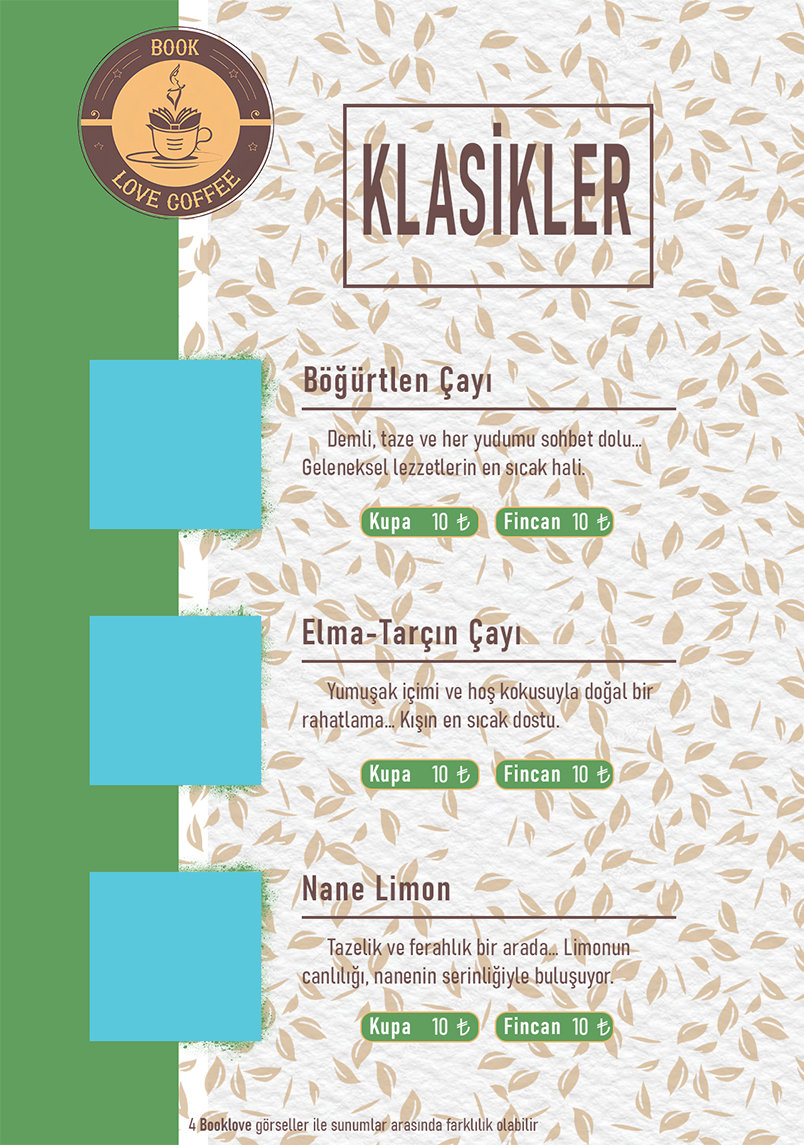 BOOK
LOVE COFFEE
KLASİKLER
Böğürtlen Çayı
Demli, taze ve her yudumu sohbet dolu...
Geleneksel lezzetlerin en sıcak hali.
Kupa 10 ₺ Fincan 10 ₺
Elma-Tarçın Çayı
Yumuşak içimi ve hoş kokusuyla doğal bir
rahatlama... Kışın en sıcak dostu.
Kupa 10 ₺ Fincan 10 ₺
Nane Limon
Tazelik ve ferahlık bir arada... Limonun
canlılığı, nanenin serinliğiyle buluşuyor.
Kupa 10 ₺ Fincan 10 ₺
4 Booklove görseller ile sunumlar arasında farklılık olabilir